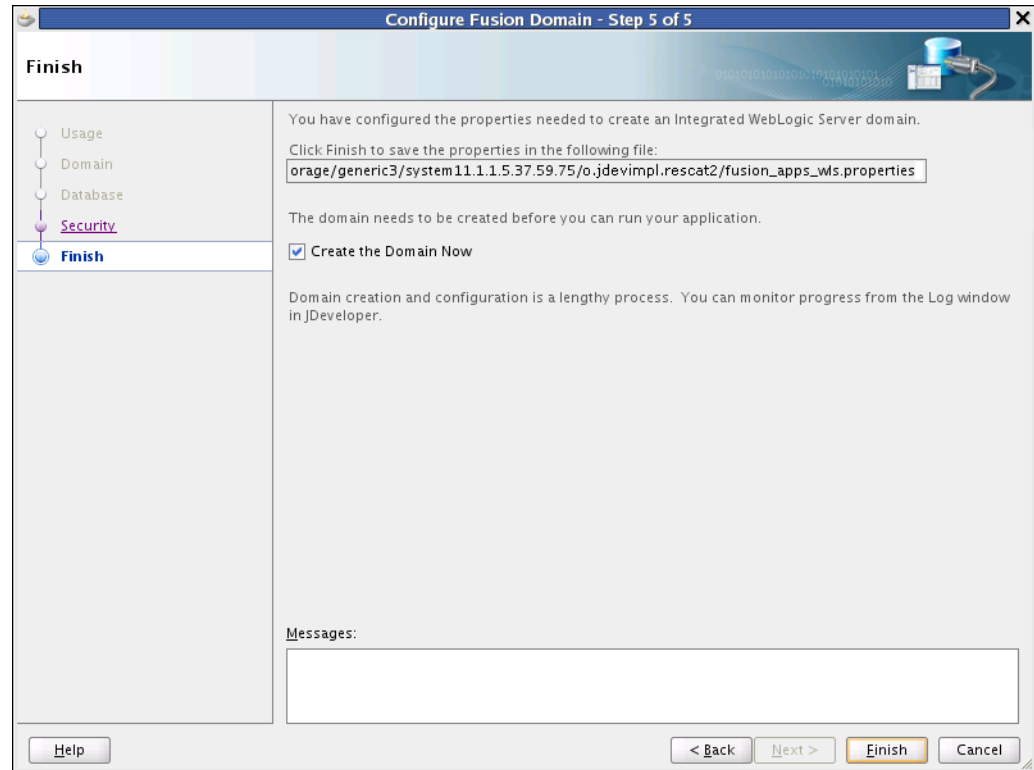 Configure Fusion Domain - Step 5 of 5
Finish
Usage
Domain
Database
Security
Finish
You have configured the properties needed to create an Integrated WebLogic Server domain.
Click Finish to save the properties in the following file:
orage/generic3/system11.1.1.5.37.59.75/o.jdevimpl.rescat2/fusion_apps_wls.properties
The domain needs to be created before you can run your application.
Create the Domain Now
Domain creation and configuration is a lengthy process. You can monitor progress from the Log window
in JDeveloper.
Messages:
Help
< Back
Next >
Finish
Cancel